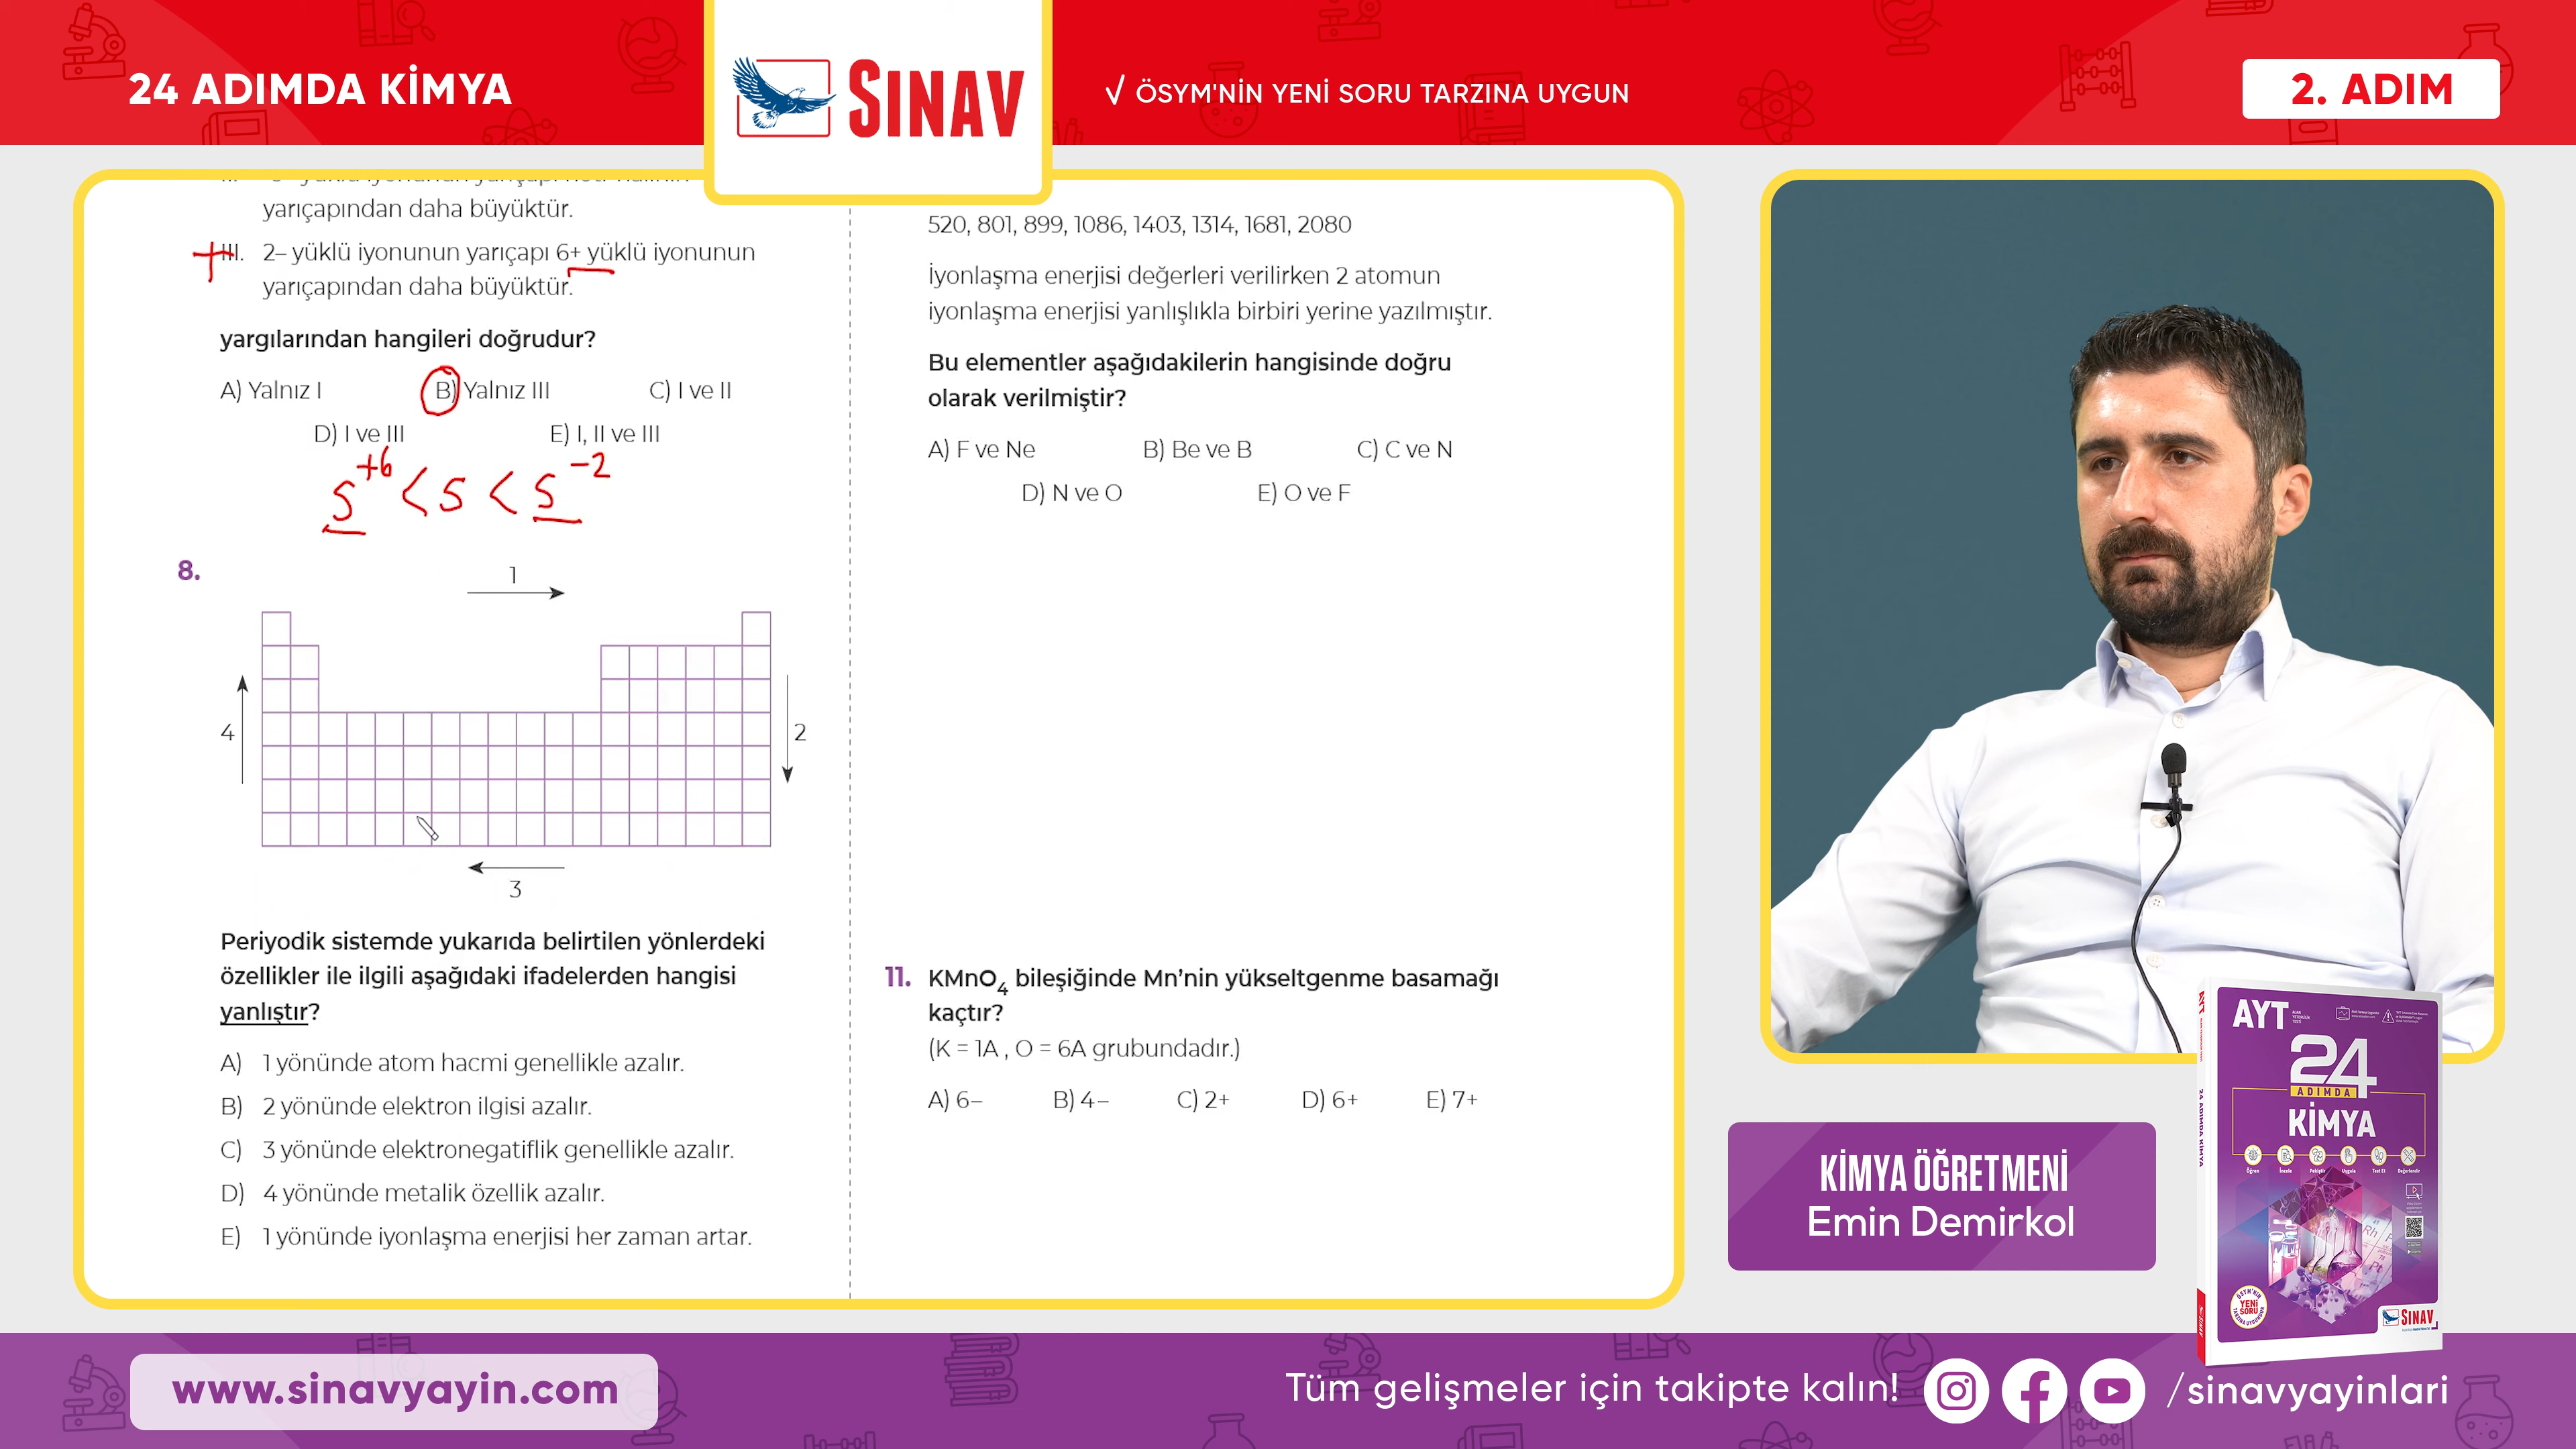 24 ADIMDA KİMYA
SINAV
√ ÖSYM'NİN YENİ SORU TARZINA UYGUN
2. ADIM
yarıçapından daha büyüktür.
III. 2– yüklü iyonunun yarıçapı 6+ yüklü iyonunun
yarıçapından daha büyüktür.
yargılarından hangileri doğrudur?
A) Yalnız I B) Yalnız III C) I ve II
D) I ve III E) I, II ve III
S+6 < S < S-2
8.
1
4
2
3
Periyodik sistemde yukarıda belirtilen yönlerdeki
özellikler ile ilgili aşağıdaki ifadelerden hangisi
yanlıştır?
A) 1 yönünde atom hacmi genellikle azalır.
B) 2 yönünde elektron ilgisi azalır.
C) 3 yönünde elektronegatiflik genellikle azalır.
D) 4 yönünde metalik özellik azalır.
E) 1 yönünde iyonlaşma enerjisi her zaman artar.
520, 801, 899, 1086, 1403, 1314, 1681, 2080
İyonlaşma enerjisi değerleri verilirken 2 atomun
iyonlaşma enerjisi yanlışlıkla birbiri yerine yazılmıştır.
Bu elementler aşağıdakilerin hangisinde doğru
olarak verilmiştir?
A) F ve Ne B) Be ve B C) C ve N
D) N ve O E) O ve F
11. KMnO4 bileşiğinde Mn'nin yükseltgenme basamağı
kaçtır?
(K = 1A , O = 6A grubundadır.)
A) 6– B) 4– C) 2+ D) 6+ E) 7+
KİMYA ÖĞRETMENİ
Emin Demirkol
AYT
24
ADIMDA
KİMYA
YENİ
SORU
SINAV
www.sinavyayin.com
Tüm gelişmeler için takipte kalın!
/sinavyayinlari